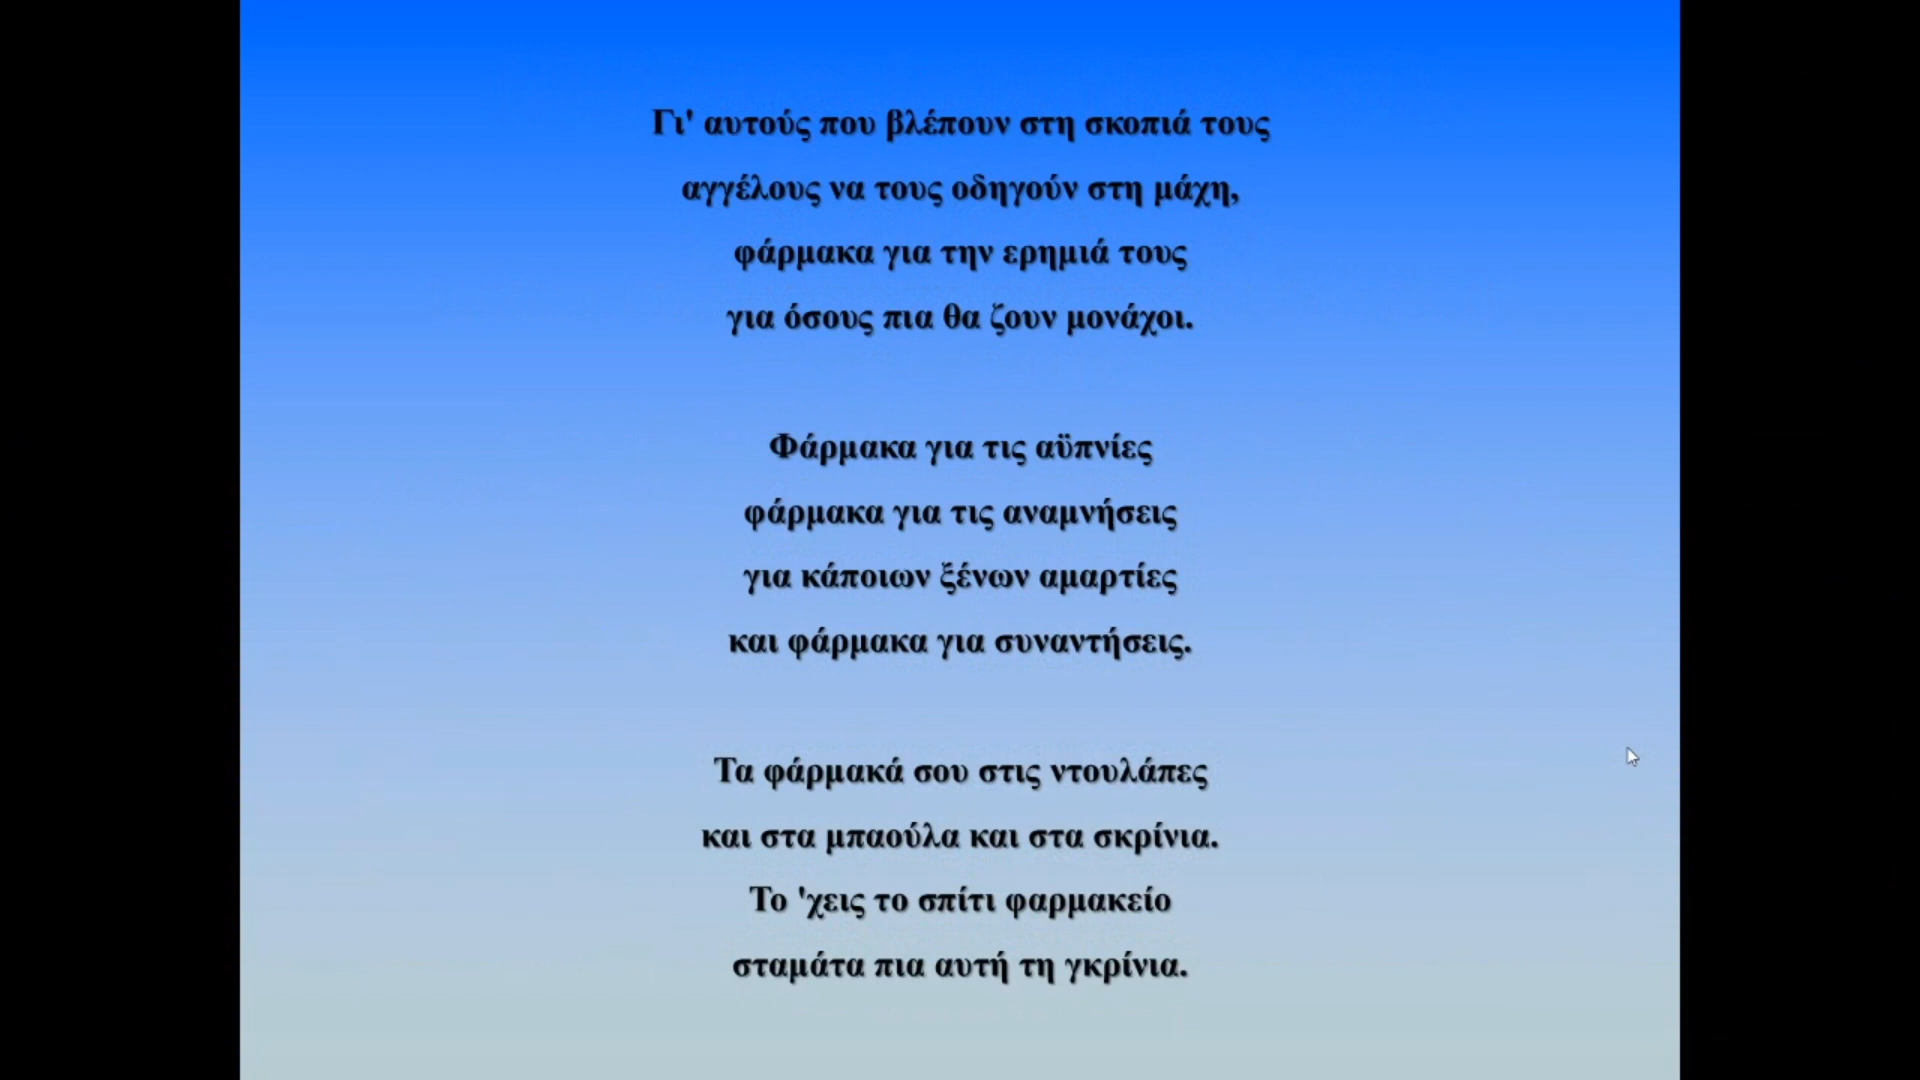 Γι' αυτούς που βλέπουν στη σκοπιά τους
αγγέλους να τους οδηγούν στη μάχη,
φάρμακα για την ερημιά τους
για όσους πια θα ζουν μονάχοι.
Φάρμακα για τις αϋπνίες
φάρμακα για τις αναμνήσεις
για κάποιων ξένων αμαρτίες
και φάρμακα για συναντήσεις.
Τα φάρμακά σου στις ντουλάπες
και στα μπαούλα και στα σκρίνια.
Το 'χεις το σπίτι φαρμακείο
σταμάτα πια αυτή τη γκρίνια.